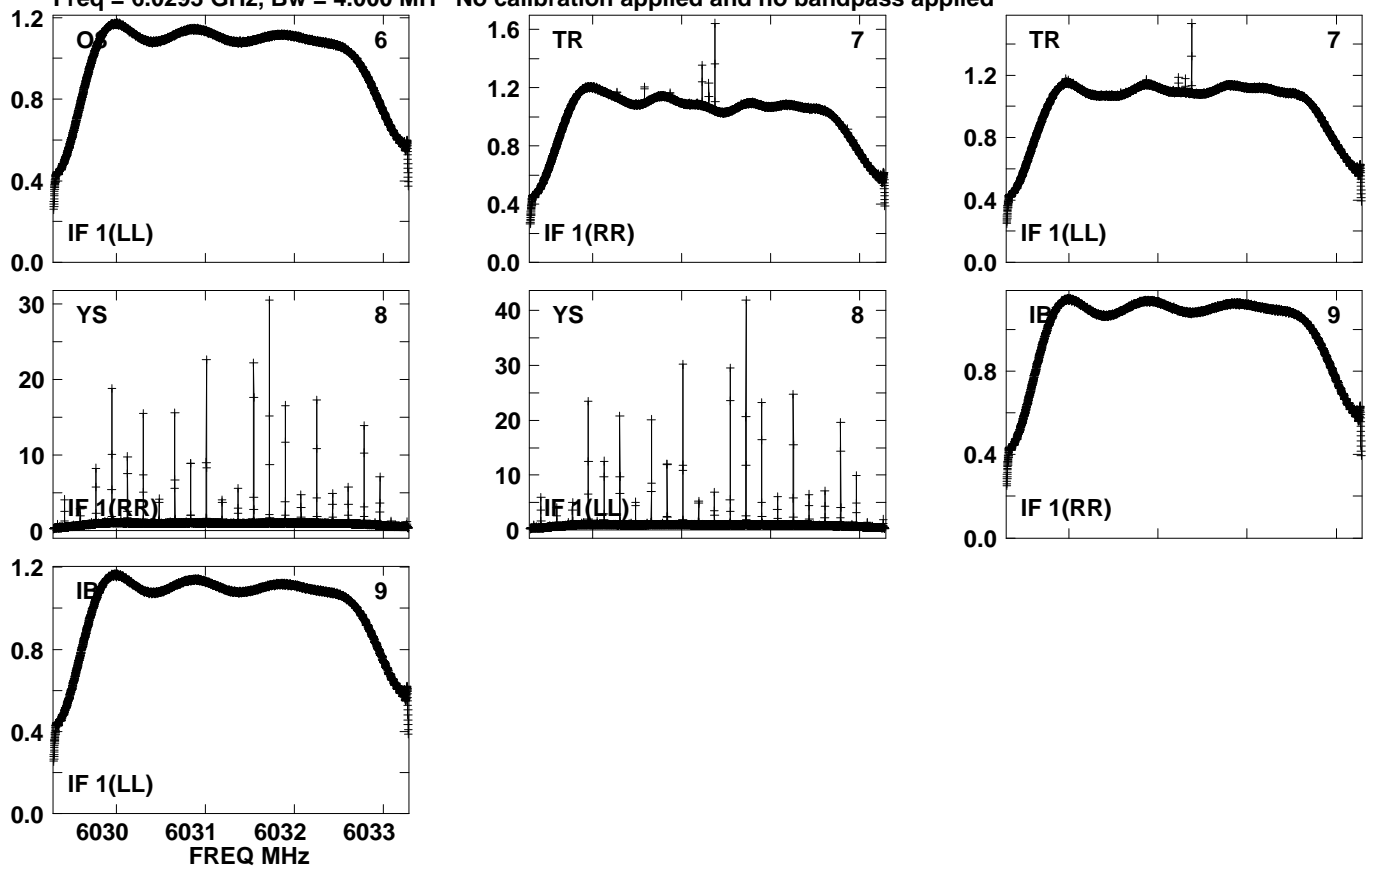 Freq = 6.0293 GHz, Bw = 4.000 MH No calibration applied and no bandpass applied
1.2
0.8
0.4
0.0
OS
6
IF 1(LL)
1.6
1.2
0.8
0.4
0.0
TR
7
IF 1(RR)
1.2
0.8
0.4
0.0
TR
7
IF 1(LL)
30
20
10
0
YS
8
IF 1(RR)
40
30
20
10
0
YS
8
IF 1(LL)
0.8
0.4
0.0
IB
9
IF 1(RR)
1.2
0.8
0.4
0.0
IB
9
IF 1(LL)
6030 6031 6032 6033
FREQ MHz